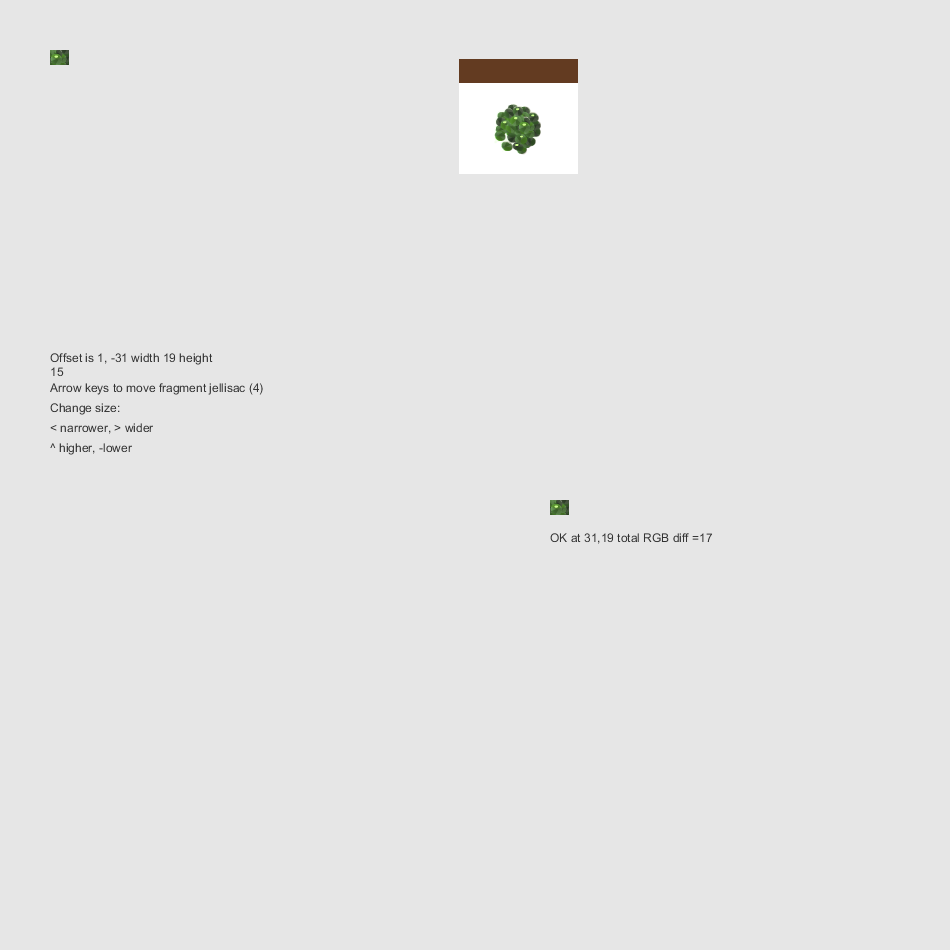 Offset is 1, -31 width 19 height
15
Arrow keys to move fragment jellisac (4)
Change size:
< narrower, > wider
^ higher, -lower
OK at 31,19 total RGB diff =17